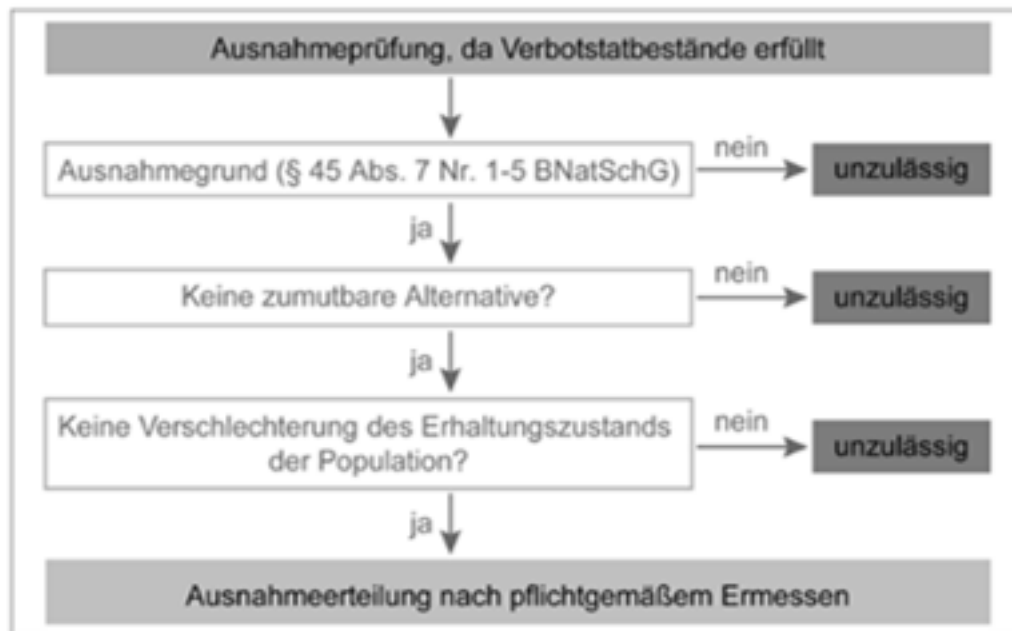 Ausnahmeprüfung, da Verbotstatbestände erfüllt
Ausnahmegrund (§ 45 Abs. 7 Nr. 1-5 BNatSchG)
nein
unzulässig
ja
Keine zumutbare Alternative?
nein
unzulässig
ja
Keine Verschlechterung des Erhaltungszustands
der Population?
nein
unzulässig
ja
Ausnahmeerteilung nach pflichtgemäßem Ermessen